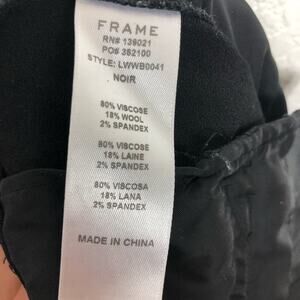 FRAME
RN# 139021
PO# 362100
STYLE: LWWB0041
NOIR
80% VISCOSE
18% WOOL
2% SPANDEX
80% VISCOSE
18% LAINE
2% SPANDEX
80% VISCOSA
18% LANA
2% SPANDEX
MADE IN CHINA